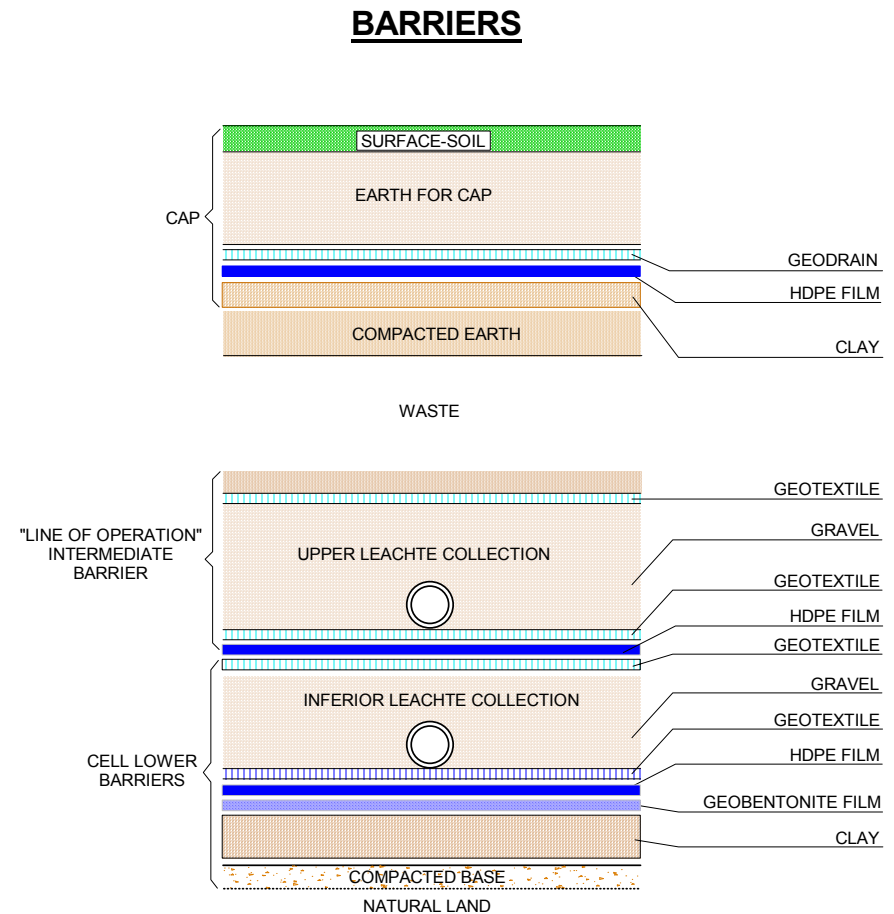 BARRIERS
SURFACE-SOIL
EARTH FOR CAP
CAP
GEODRAIN
HDPE FILM
COMPACTED EARTH
CLAY
WASTE
GEOTEXTILE
"LINE OF OPERATION"
INTERMEDIATE
BARRIER
UPPER LEACHTE COLLECTION
GRAVEL
GEOTEXTILE
HDPE FILM
GEOTEXTILE
GRAVEL
INFERIOR LEACHTE COLLECTION
GEOTEXTILE
CELL LOWER
BARRIERS
HDPE FILM
GEOBENTONITE FILM
CLAY
COMPACTED BASE
NATURAL LAND